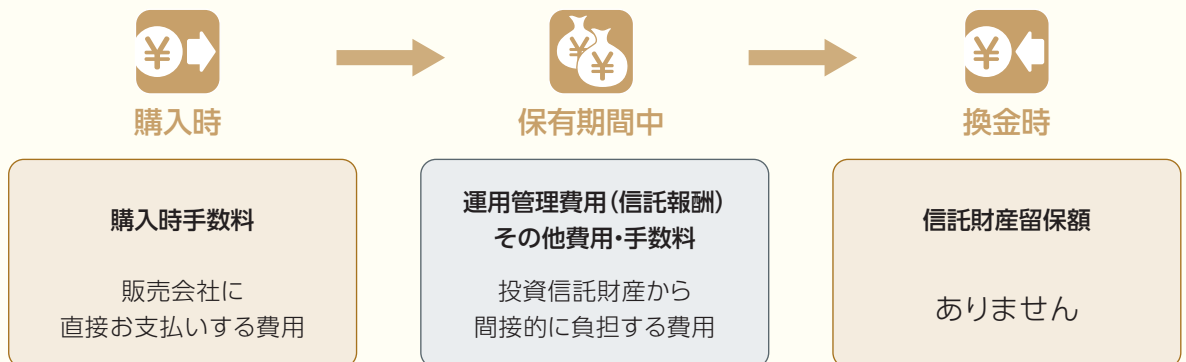 ¥
¥
¥
¥
購入時
保有期間中
換金時
購入時手数料
販売会社に
直接お支払いする費用
運用管理費用(信託報酬)
その他費用・手数料
投資信託財産から
間接的に負担する費用
信託財産留保額
ありません